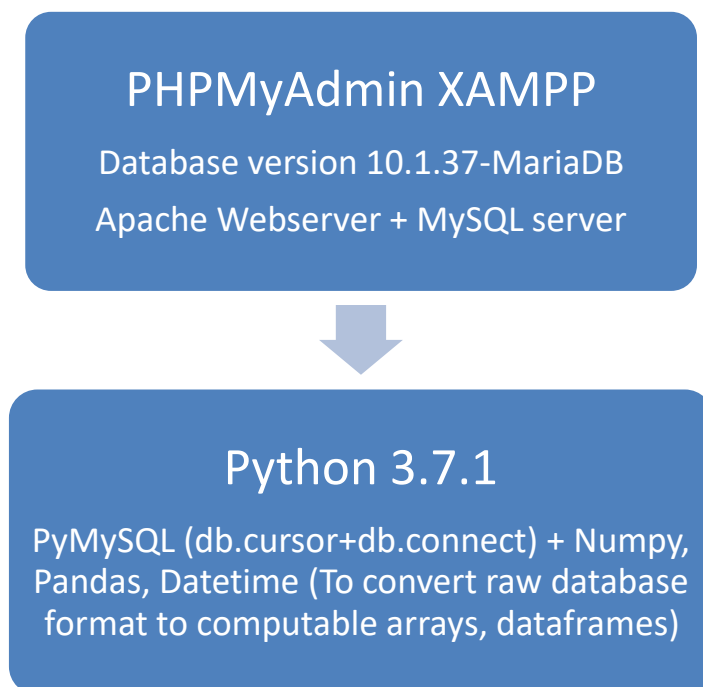 PHPMyAdmin XAMPP
Database version 10.1.37-MariaDB
Apache Webserver + MySQL server
Python 3.7.1
PyMySQL (db.cursor+db.connect) + Numpy,
Pandas, Datetime (To convert raw database
format to computable arrays, dataframes)